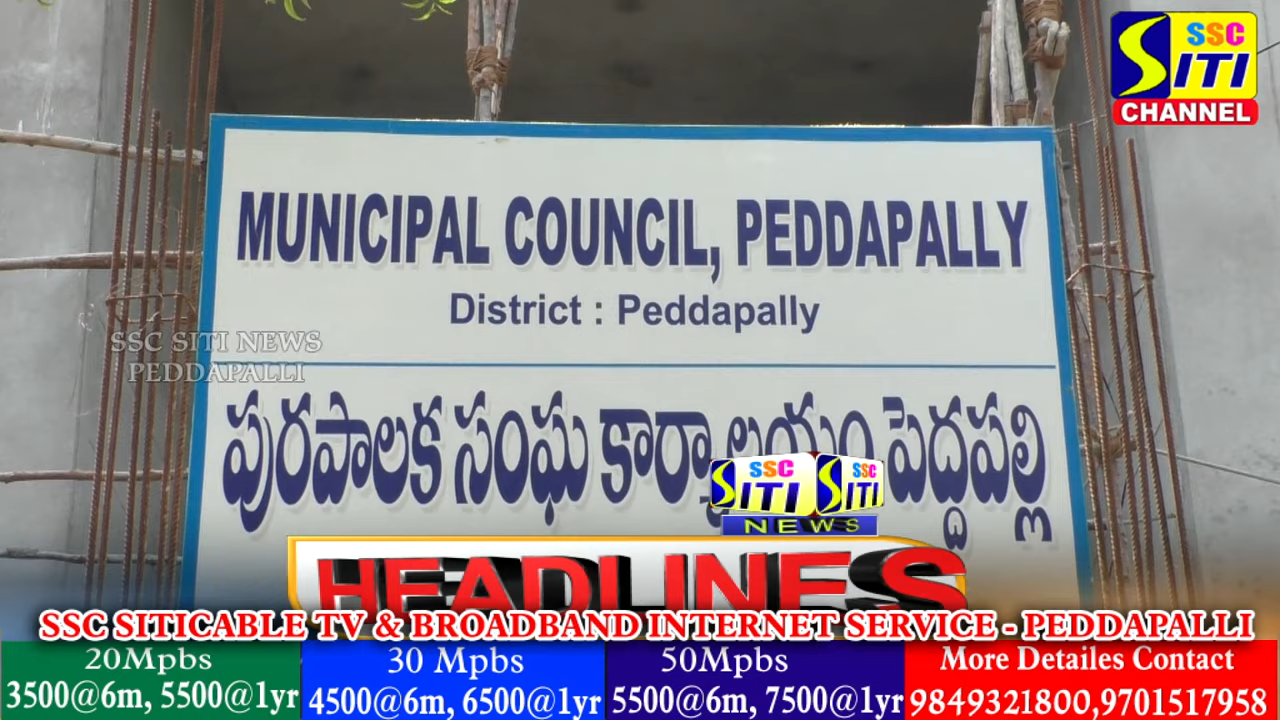 SSC
SITI
CHANNEL
MUNICIPAL COUNCIL, PEDDAPALLY
District : Peddapally
SSC SITI NEWS
PEDDAPALLI
పురపాలక సంఘ కార్యాలయం పెద్దపల్లి
SSC SSC
SITI SITI
NEWS
HEADLINES
SSC SITICABLE TV & BROADBAND INTERNET SERVICE - PEDDAPALLI
20Mpbs 30 Mpbs 50Mpbs More Detailes Contact
3500@6m, 5500@1yr 4500@6m, 6500@1yr 5500@6m, 7500@1yr 9849321800,9701517958